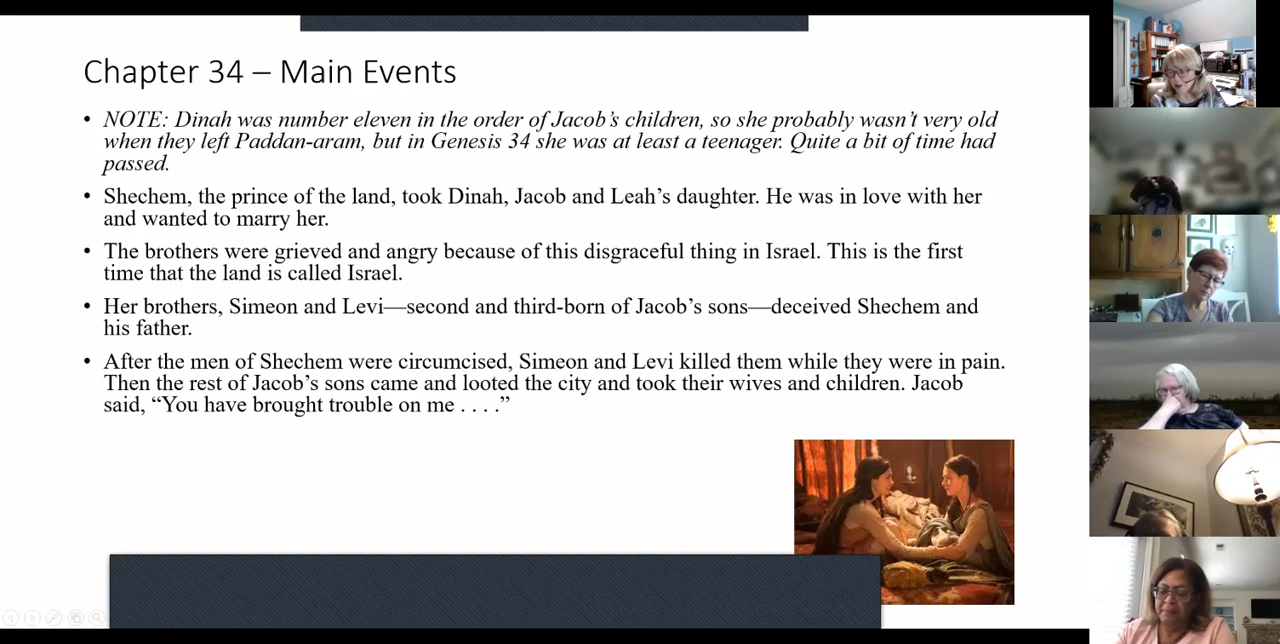 Chapter 34 – Main Events
• NOTE: Dinah was number eleven in the order of Jacob’s children, so she probably wasn’t very old
when they left Paddan-aram, but in Genesis 34 she was at least a teenager. Quite a bit of time had
passed.
• Shechem, the prince of the land, took Dinah, Jacob and Leah’s daughter. He was in love with her
and wanted to marry her.
• The brothers were grieved and angry because of this disgraceful thing in Israel. This is the first
time that the land is called Israel.
• Her brothers, Simeon and Levi—second and third-born of Jacob’s sons—deceived Shechem and
his father.
• After the men of Shechem were circumcised, Simeon and Levi killed them while they were in pain.
Then the rest of Jacob’s sons came and looted the city and took their wives and children. Jacob
said, “You have brought trouble on me . . . .”